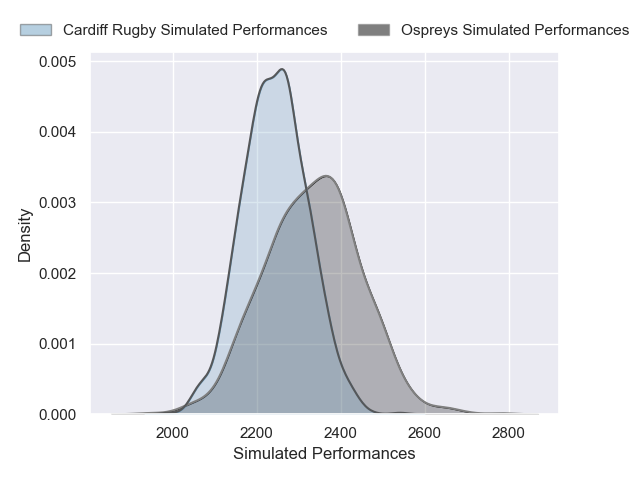 Cardiff Rugby Simulated Performances Ospreys Simulated Performances
0.005
0.004
0.003
0.002
0.001
0.000
Density
2000 2200 2400 2600 2800
Simulated Performances